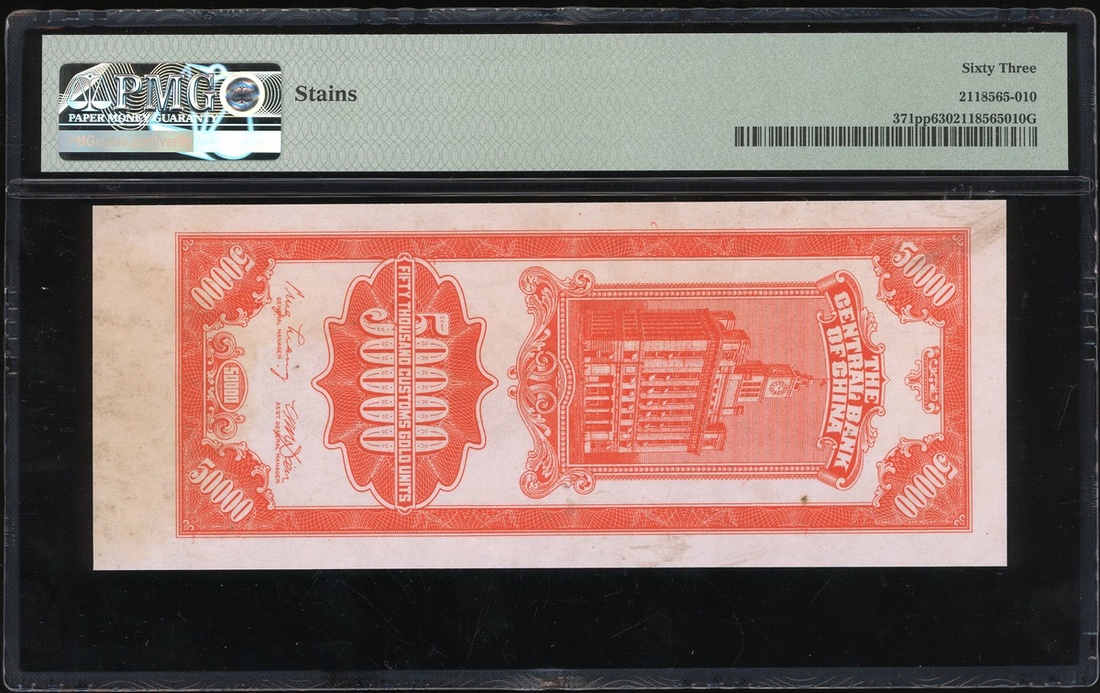 PMG
PAPER MONEY GUARANTY
Stains
Sixty Three
2118565-010
371pp6302118565010G
50000
50000
THE
CENTRAL BANK
OF CHINA
50000
FIFTY THOUSAND CUSTOMS GOLD UNITS
GENERAL MANAGER
ASS'T GENERAL MANAGER
50000
50000
50000